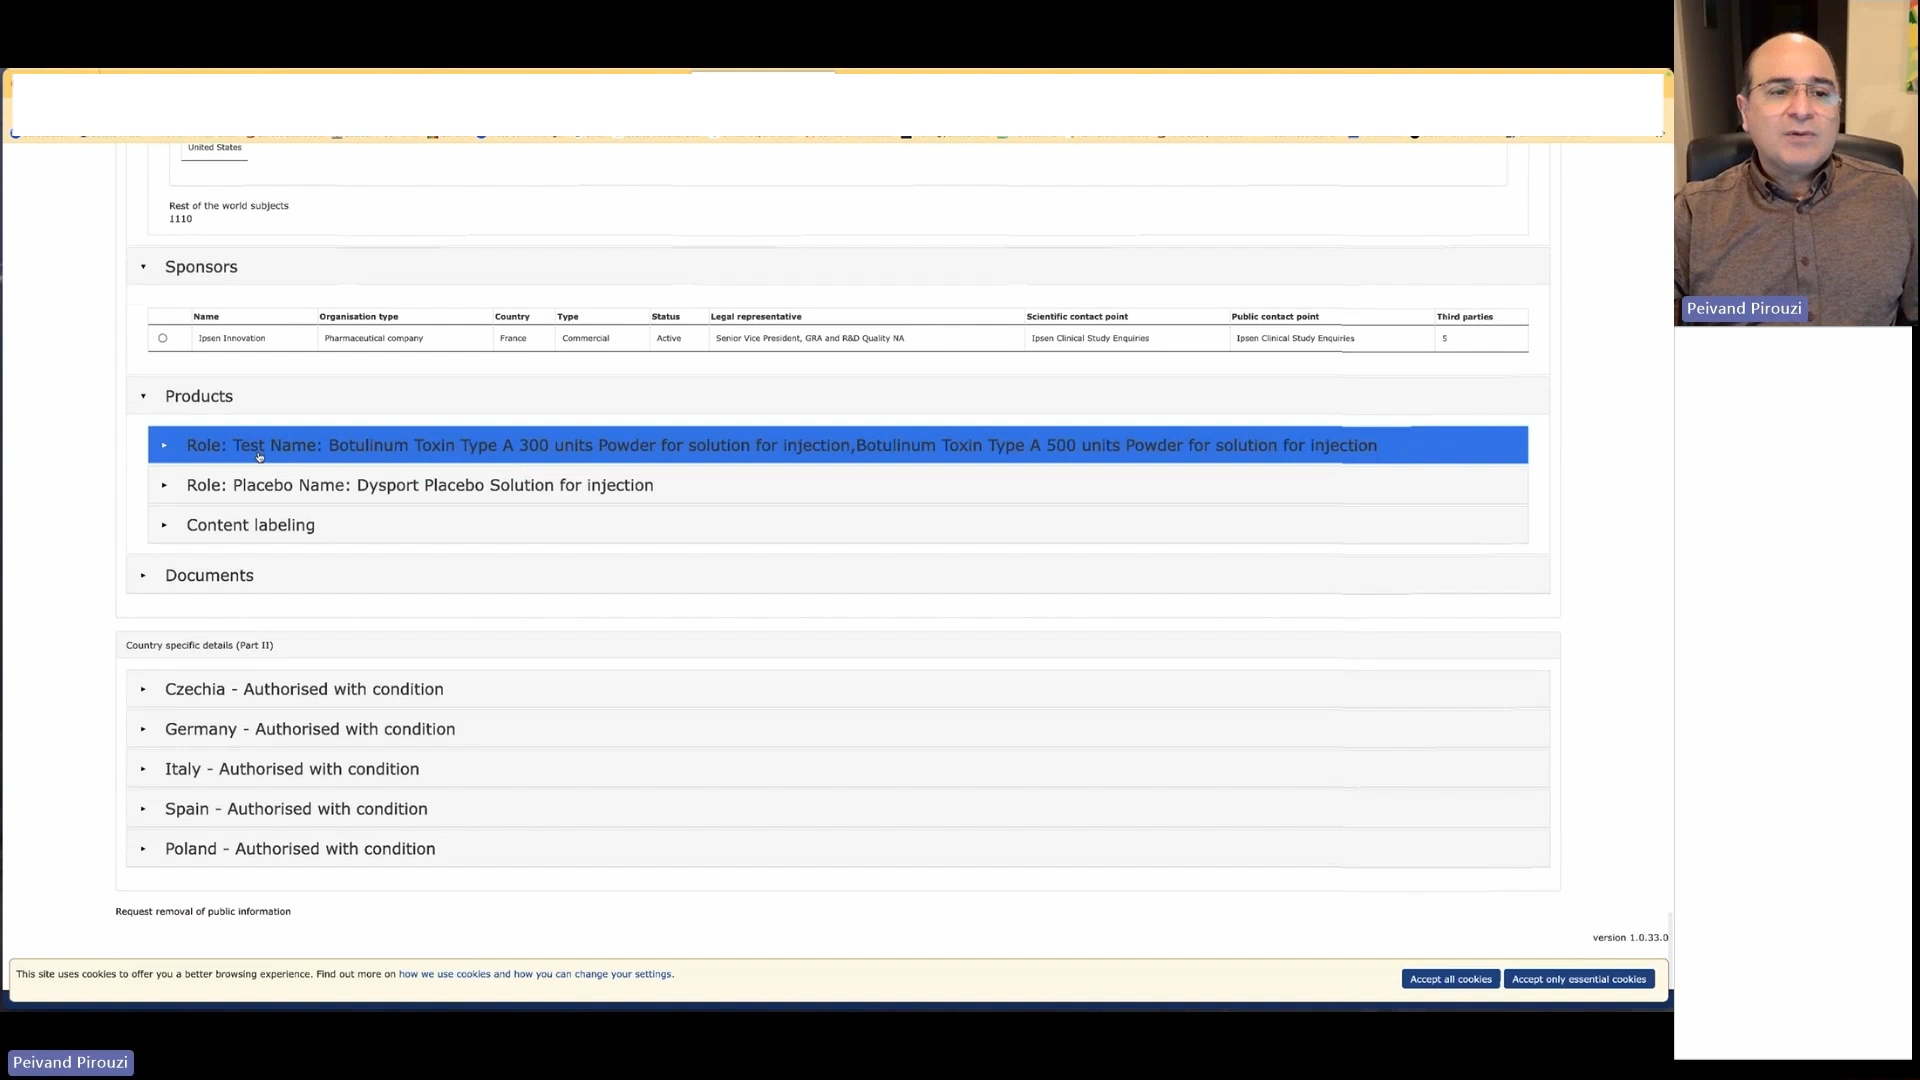 United States
Rest of the world subjects
1110
Sponsors
Name Organisation type Country Type Status Legal representative Scientific contact point Public contact point Third parties
Ipsen Innovation Pharmaceutical company France Commercial Active Senior Vice President, GRA and R&D Quality NA Ipsen Clinical Study Enquiries Ipsen Clinical Study Enquiries 5
Products
Role: Test Name: Botulinum Toxin Type A 300 units Powder for solution for injection,Botulinum Toxin Type A 500 units Powder for solution for injection
Role: Placebo Name: Dysport Placebo Solution for injection
Content labeling
Documents
Country specific details (Part II)
Czechia - Authorised with condition
Germany - Authorised with condition
Italy - Authorised with condition
Spain - Authorised with condition
Poland - Authorised with condition
Request removal of public information
version 1.0.33.0
This site uses cookies to offer you a better browsing experience. Find out more on how we use cookies and how you can change your settings.
Accept all cookies
Accept only essential cookies
Peivand Pirouzi
Peivand Pirouzi